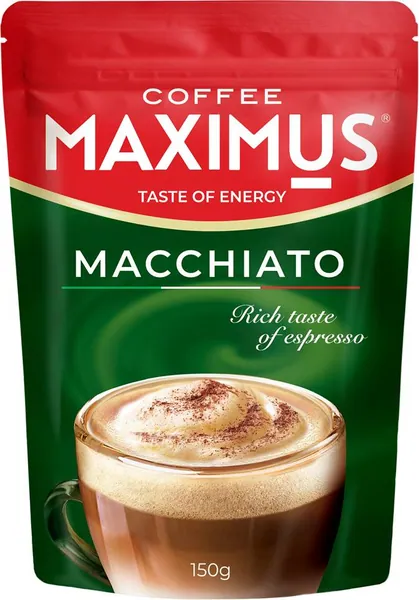 COFFEE
MAXIMUS®
TASTE OF ENERGY
MACCHIATO
Rich taste
of espresso
150g